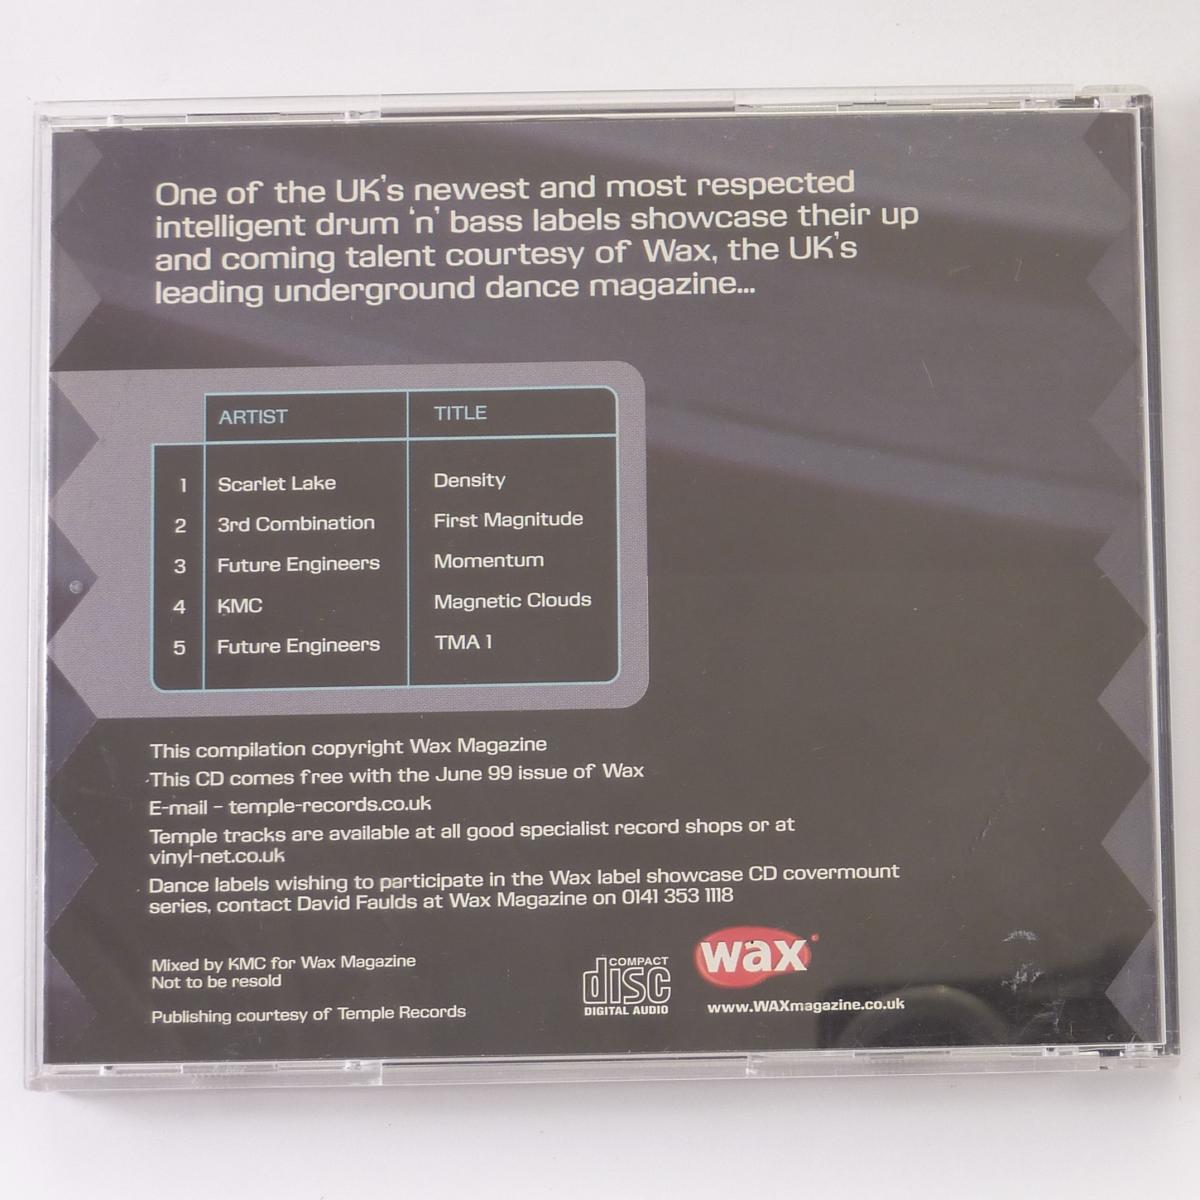 One of the UK's newest and most respected
intelligent drum 'n' bass labels showcase their up
and coming talent courtesy of Wax, the UK's
leading underground dance magazine...
ARTIST TITLE
1 Scarlet Lake Density
2 3rd Combination First Magnitude
3 Future Engineers Momentum
4 KMC Magnetic Clouds
5 Future Engineers TMA 1
This compilation copyright Wax Magazine
This CD comes free with the June 99 issue of Wax
E-mail - temple-records.co.uk
Temple tracks are available at all good specialist record shops or at
vinyl-net.co.uk
Dance labels wishing to participate in the Wax label showcase CD covermount
series, contact David Faulds at Wax Magazine on 0141 353 1118
Mixed by KMC for Wax Magazine
Not to be resold
Publishing courtesy of Temple Records
COMPACT
disc
DIGITAL AUDIO
wax
www.WAXmagazine.co.uk